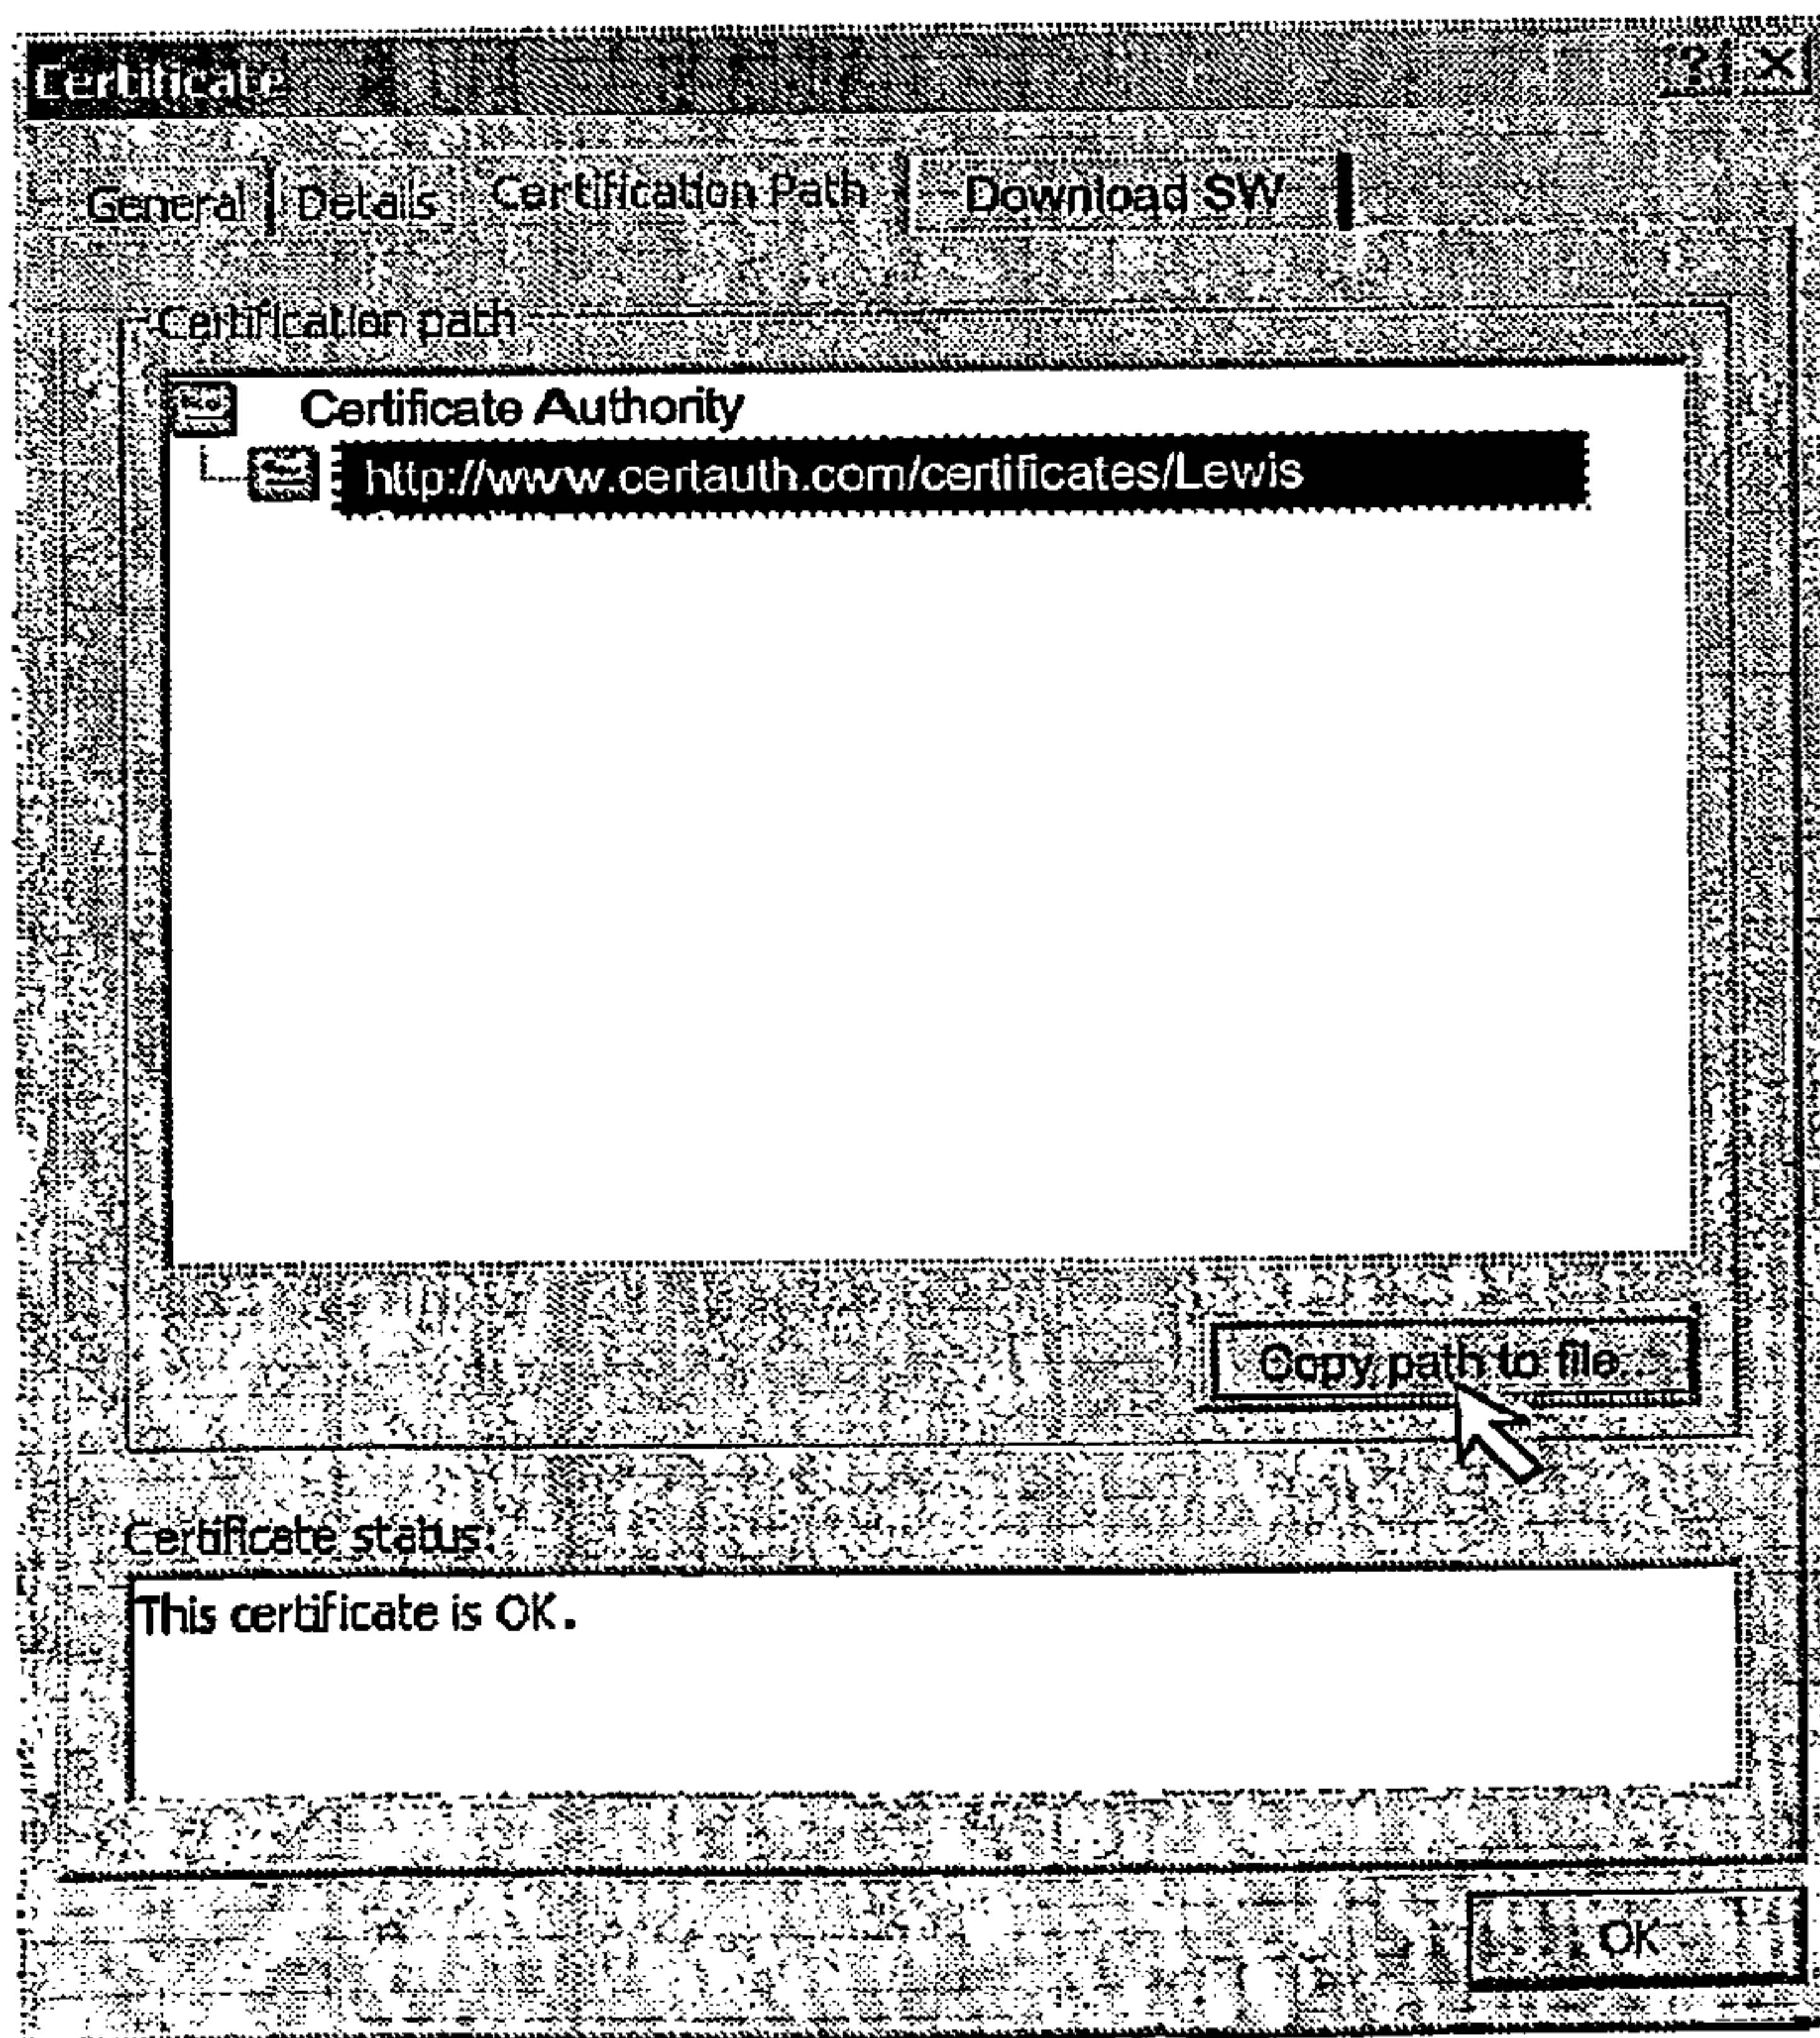 Certificate ? X
General Details Certification Path Download SW
Certification path
Certificate Authority
http://www.certauth.com/certificates/Lewis
Copy path to file
Certificate status:
This certificate is OK.
OK